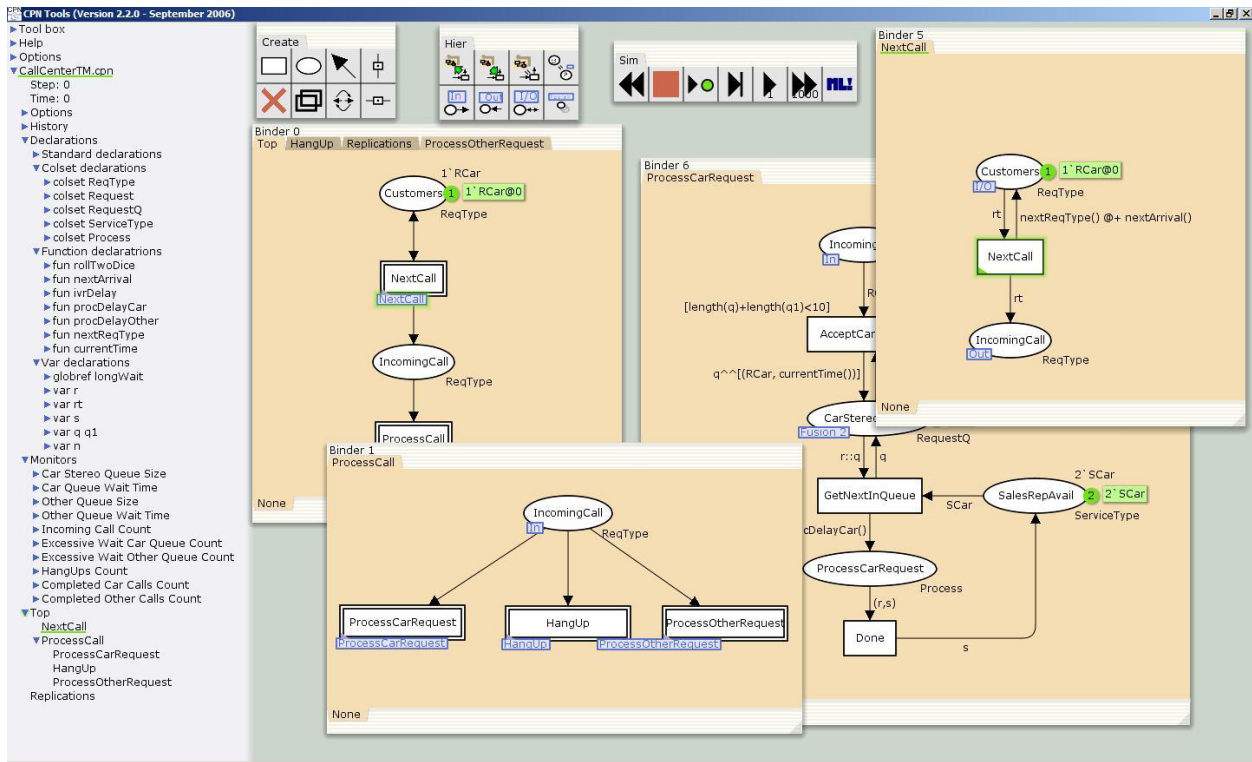 CPN Tools (Version 2.2.0 - September 2006)
Tool box
Help
Options
CallCenterTM.cpn
Step: 0
Time: 0
Options
History
Declarations
Standard declarations
Colset declarations
colset ReqType
colset Request
colset RequestQ
colset ServiceType
colset Process
Function declaratrions
fun rollTwoDice
fun nextArrival
fun ivrDelay
fun procDelayCar
fun procDelayOther
fun nextReqType
fun currentTime
Var declarations
globref longWait
var r
var rt
var s
var q q1
var n
Monitors
Car Stereo Queue Size
Car Queue Wait Time
Other Queue Size
Other Queue Wait Time
Incoming Call Count
Excessive Wait Car Queue Count
Excessive Wait Other Queue Count
HangUps Count
Completed Car Calls Count
Completed Other Calls Count
Top
NextCall
ProcessCall
ProcessCarRequest
HangUp
ProcessOtherRequest
Replications
Create
Hier
In
Out
I/O
Sim
1
1000
ML!
Binder 0
Top HangUp Replications ProcessOtherRequest
1`RCar
Customers 1 1`RCar@0
ReqType
NextCall
NextCall
IncomingCall
ReqType
ProcessCall
None
Binder 1
ProcessCall
IncomingCall
In
ReqType
ProcessCarRequest HangUp ProcessOtherRequest
ProcessCarRequest HangUp ProcessOtherRequest
None
Binder 6
ProcessCarRequest
Incoming
In
[length(q)+length(q1)<10]
AcceptCar
q^^[(RCar, currentTime())]
CarStereo
Fusion 2
RequestQ
r::q q
2`SCar
GetNextInQueue SCar SalesRepAvail 2 2`SCar
ServiceType
cDelayCar()
ProcessCarRequest
Process
(r,s)
Done
s
Binder 5
NextCall
Customers 1 1`RCar@0
I/O
ReqType
rt nextReqType() @+ nextArrival()
NextCall
rt
IncomingCall
Out
ReqType
None